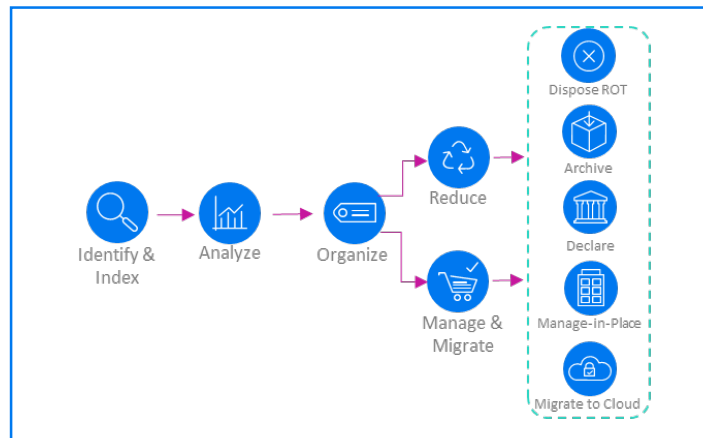 Identify &
Index
Analyze
Organize
Reduce
Manage &
Migrate
Dispose ROT
Archive
Declare
Manage-in-Place
Migrate to Cloud